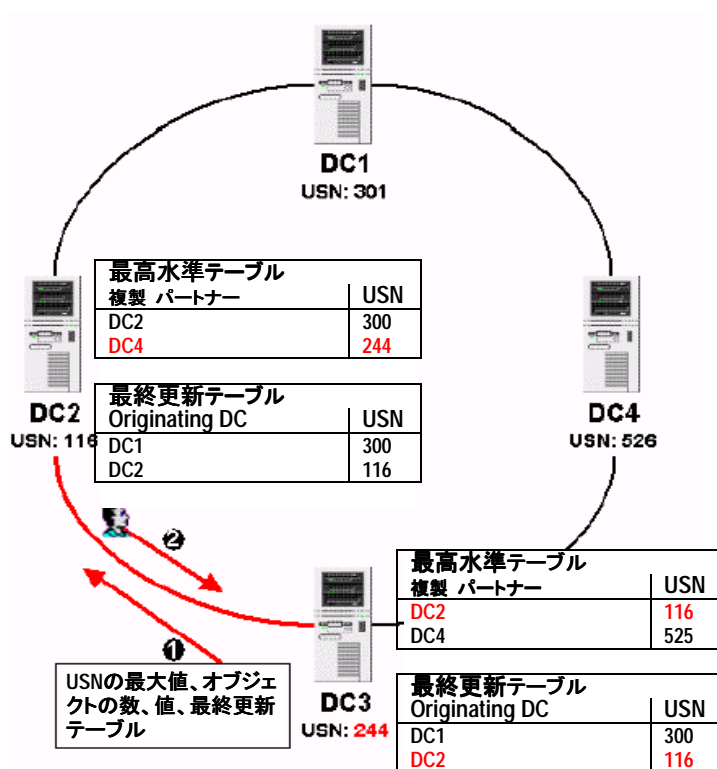 DC1
USN: 301
最高水準テーブル
複製 パートナー USN
DC2 300
DC4 244
最終更新テーブル
Originating DC USN
DC1 300
DC2 116
DC2
USN: 116
DC4
USN: 526
❷
❶
USNの最大値、オブジェ
クトの数、値、最終更新
テーブル
DC3
USN: 244
最高水準テーブル
複製 パートナー USN
DC2 116
DC4 525
最終更新テーブル
Originating DC USN
DC1 300
DC2 116